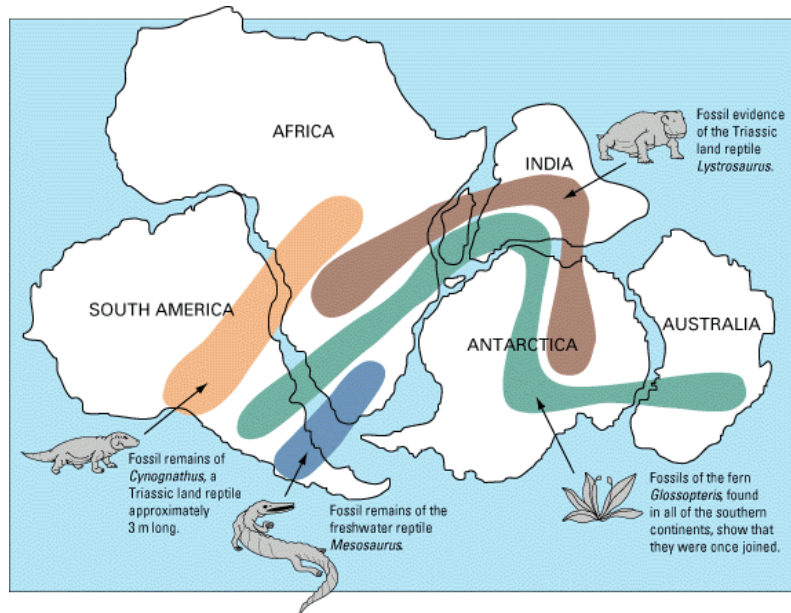 AFRICA
INDIA
Fossil evidence
of the Triassic
land reptile
Lystrosaurus.
SOUTH AMERICA
ANTARCTICA
AUSTRALIA
Fossil remains of
Cynognathus, a
Triassic land reptile
approximately
3 m long.
Fossil remains of the
freshwater reptile
Mesosaurus.
Fossils of the fern
Glossopteris, found
in all of the southern
continents, show that
they were once joined.